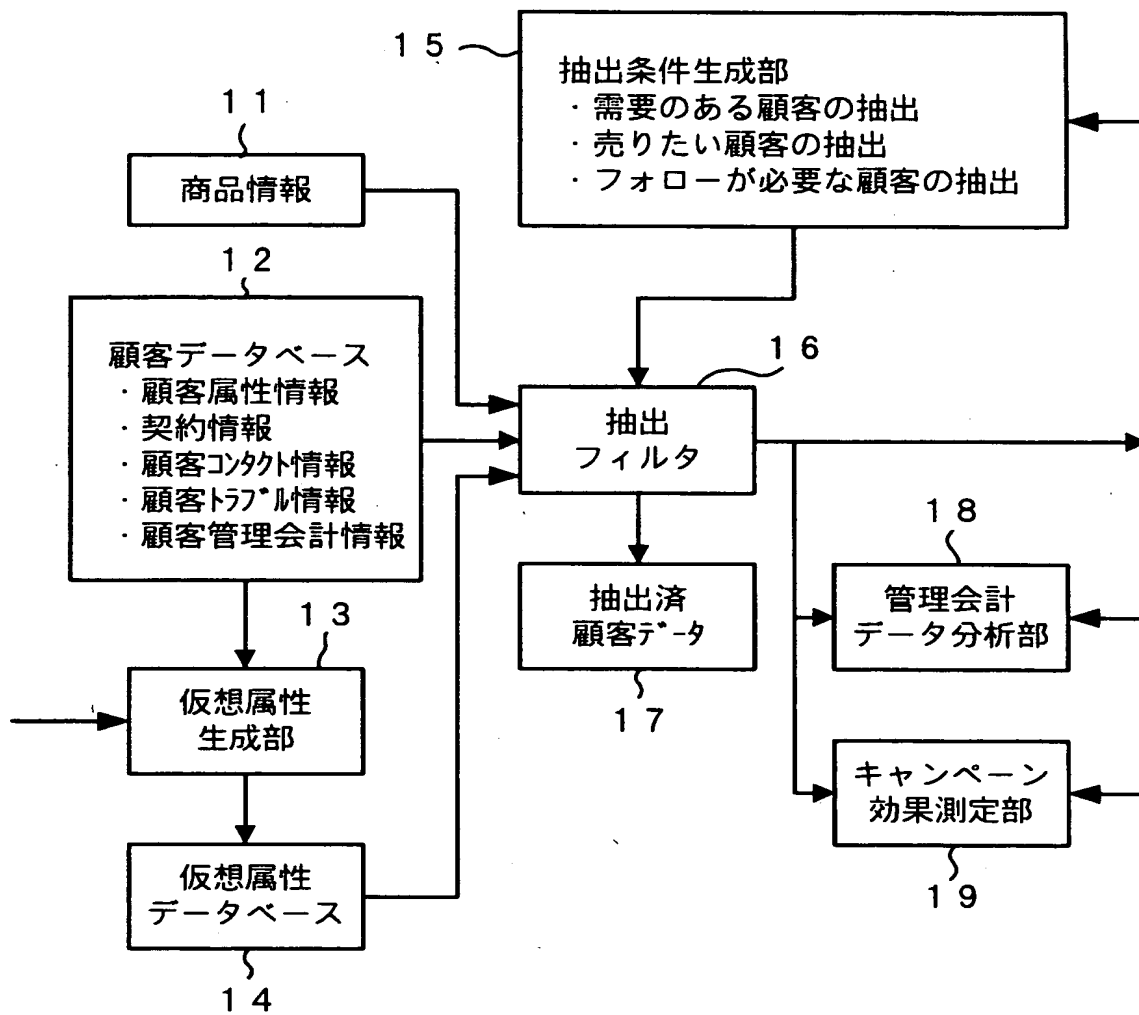 15
抽出条件生成部
・需要のある顧客の抽出
・売りたい顧客の抽出
・フォローが必要な顧客の抽出
11
商品情報
12
顧客データベース
・顧客属性情報
・契約情報
・顧客コンタクト情報
・顧客トラブル情報
・顧客管理会計情報
16
抽出
フィルタ
13
仮想属性
生成部
17
抽出済
顧客データ
18
管理会計
データ分析部
14
仮想属性
データベース
19
キャンペーン
効果測定部